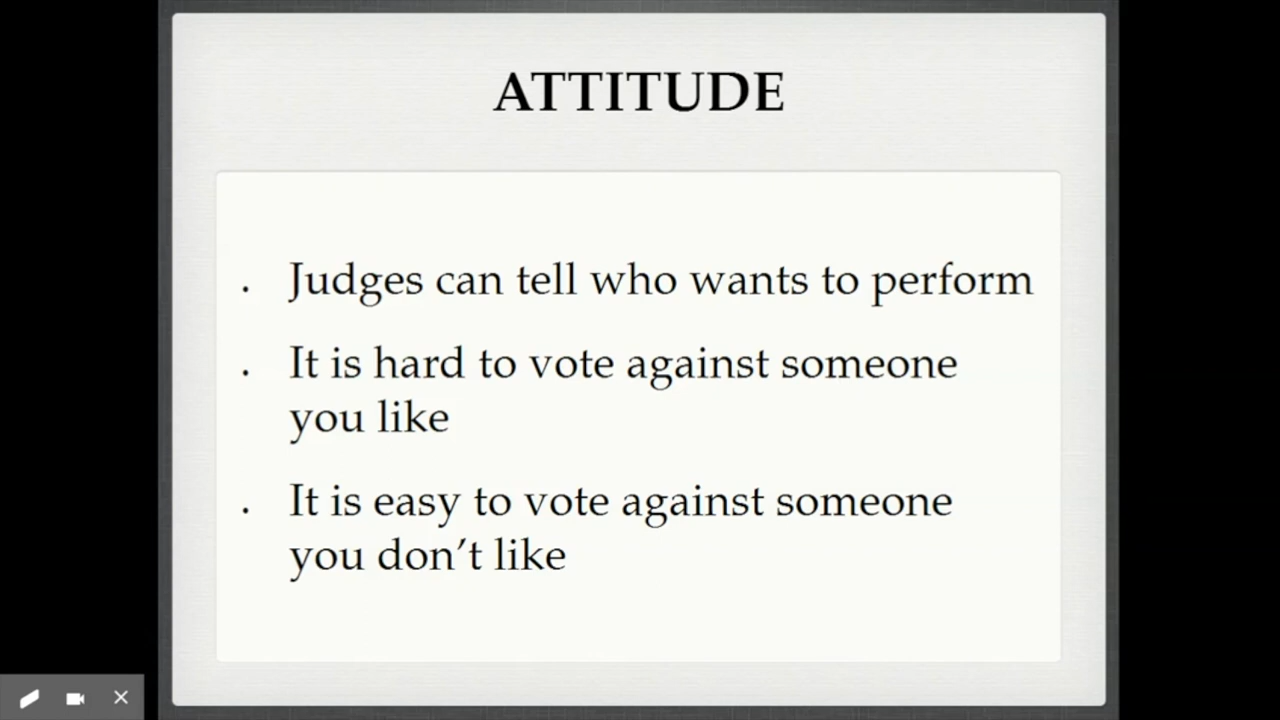 ATTITUDE
. Judges can tell who wants to perform
. It is hard to vote against someone
you like
. It is easy to vote against someone
you don’t like